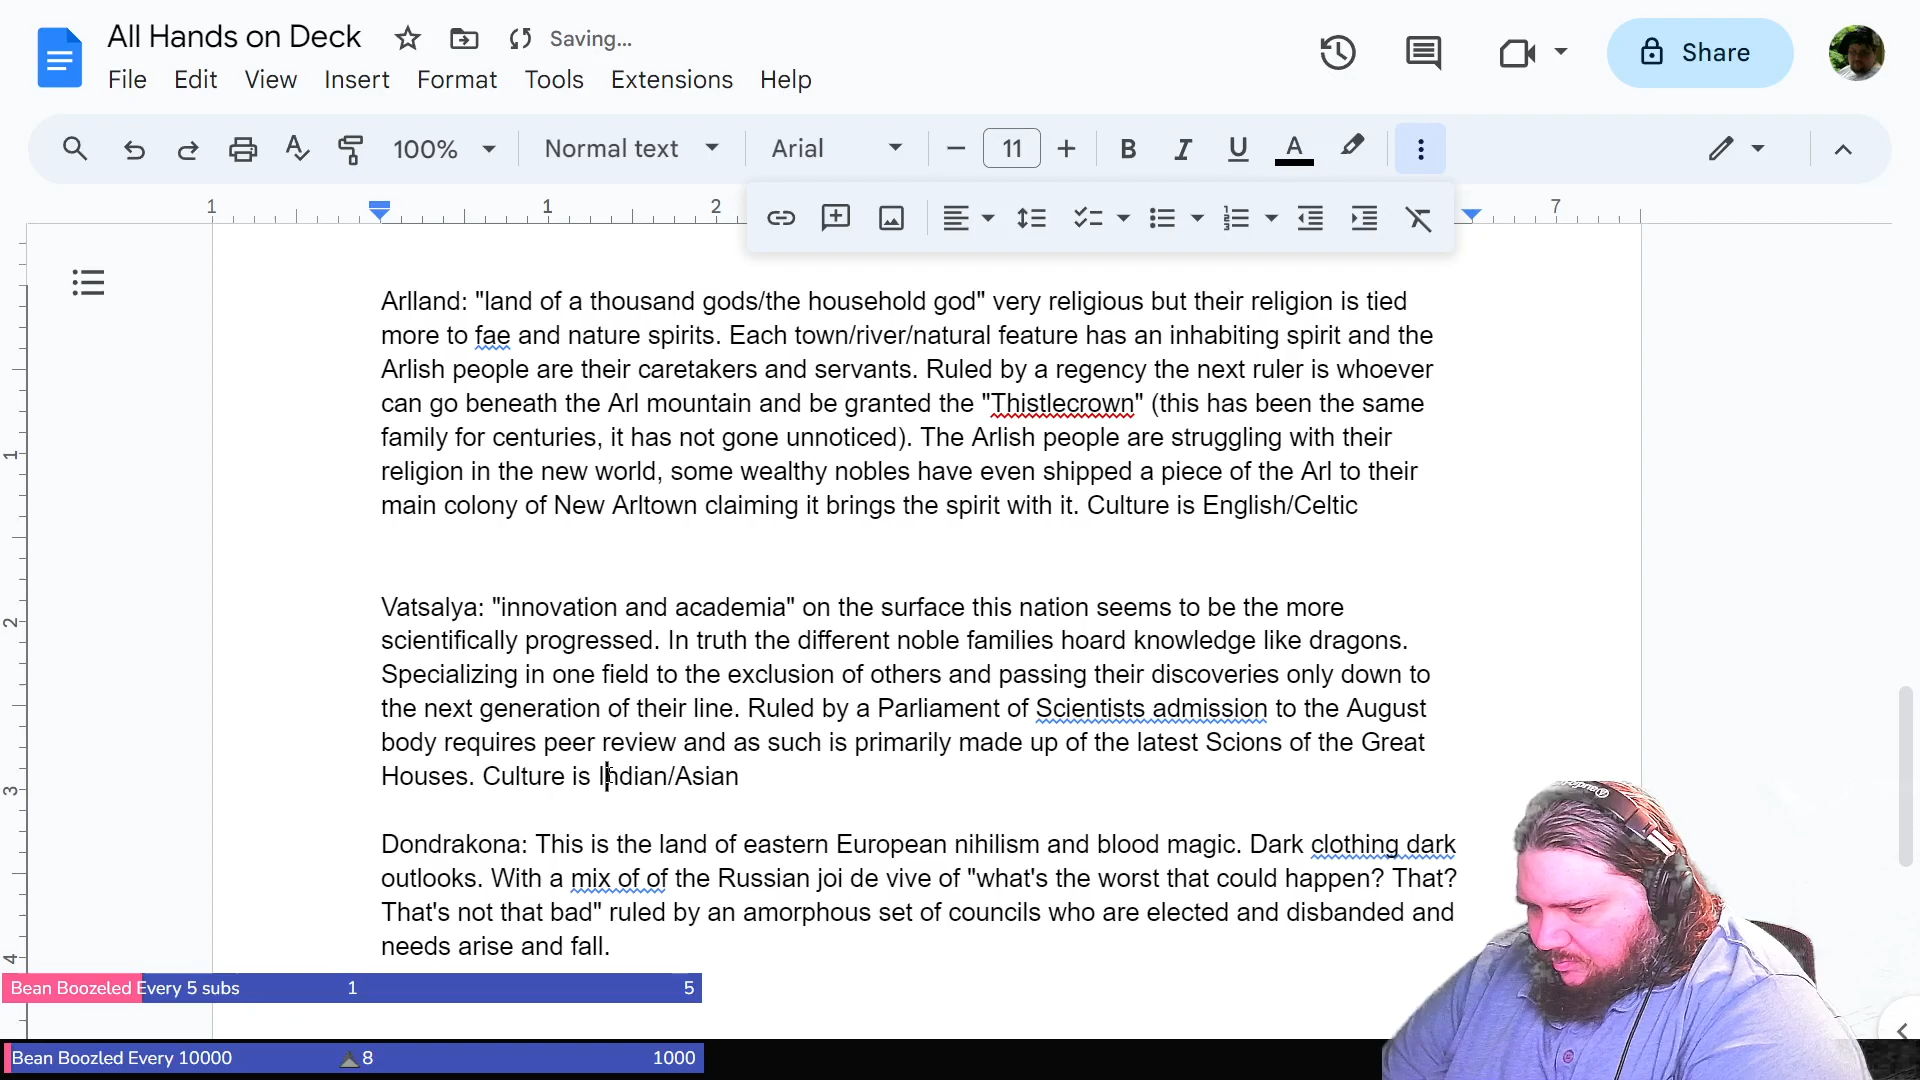 All Hands on Deck
Saving...
File Edit View Insert Format Tools Extensions Help
Share
100% Normal text Arial 11 B I U A
1 1 2 7
Arlland: "land of a thousand gods/the household god" very religious but their religion is tied
more to fae and nature spirits. Each town/river/natural feature has an inhabiting spirit and the
Arlish people are their caretakers and servants. Ruled by a regency the next ruler is whoever
can go beneath the Arl mountain and be granted the "Thistlecrown" (this has been the same
family for centuries, it has not gone unnoticed). The Arlish people are struggling with their
religion in the new world, some wealthy nobles have even shipped a piece of the Arl to their
main colony of New Arltown claiming it brings the spirit with it. Culture is English/Celtic
Vatsalya: "innovation and academia" on the surface this nation seems to be the more
scientifically progressed. In truth the different noble families hoard knowledge like dragons.
Specializing in one field to the exclusion of others and passing their discoveries only down to
the next generation of their line. Ruled by a Parliament of Scientists admission to the August
body requires peer review and as such is primarily made up of the latest Scions of the Great
Houses. Culture is Indian/Asian
Dondrakona: This is the land of eastern European nihilism and blood magic. Dark clothing dark
outlooks. With a mix of of the Russian joi de vive of "what's the worst that could happen? That?
That's not that bad" ruled by an amorphous set of councils who are elected and disbanded and
needs arise and fall.
1
2
3
4
Bean Boozeled Every 5 subs 1 5
Bean Boozled Every 10000 8 1000